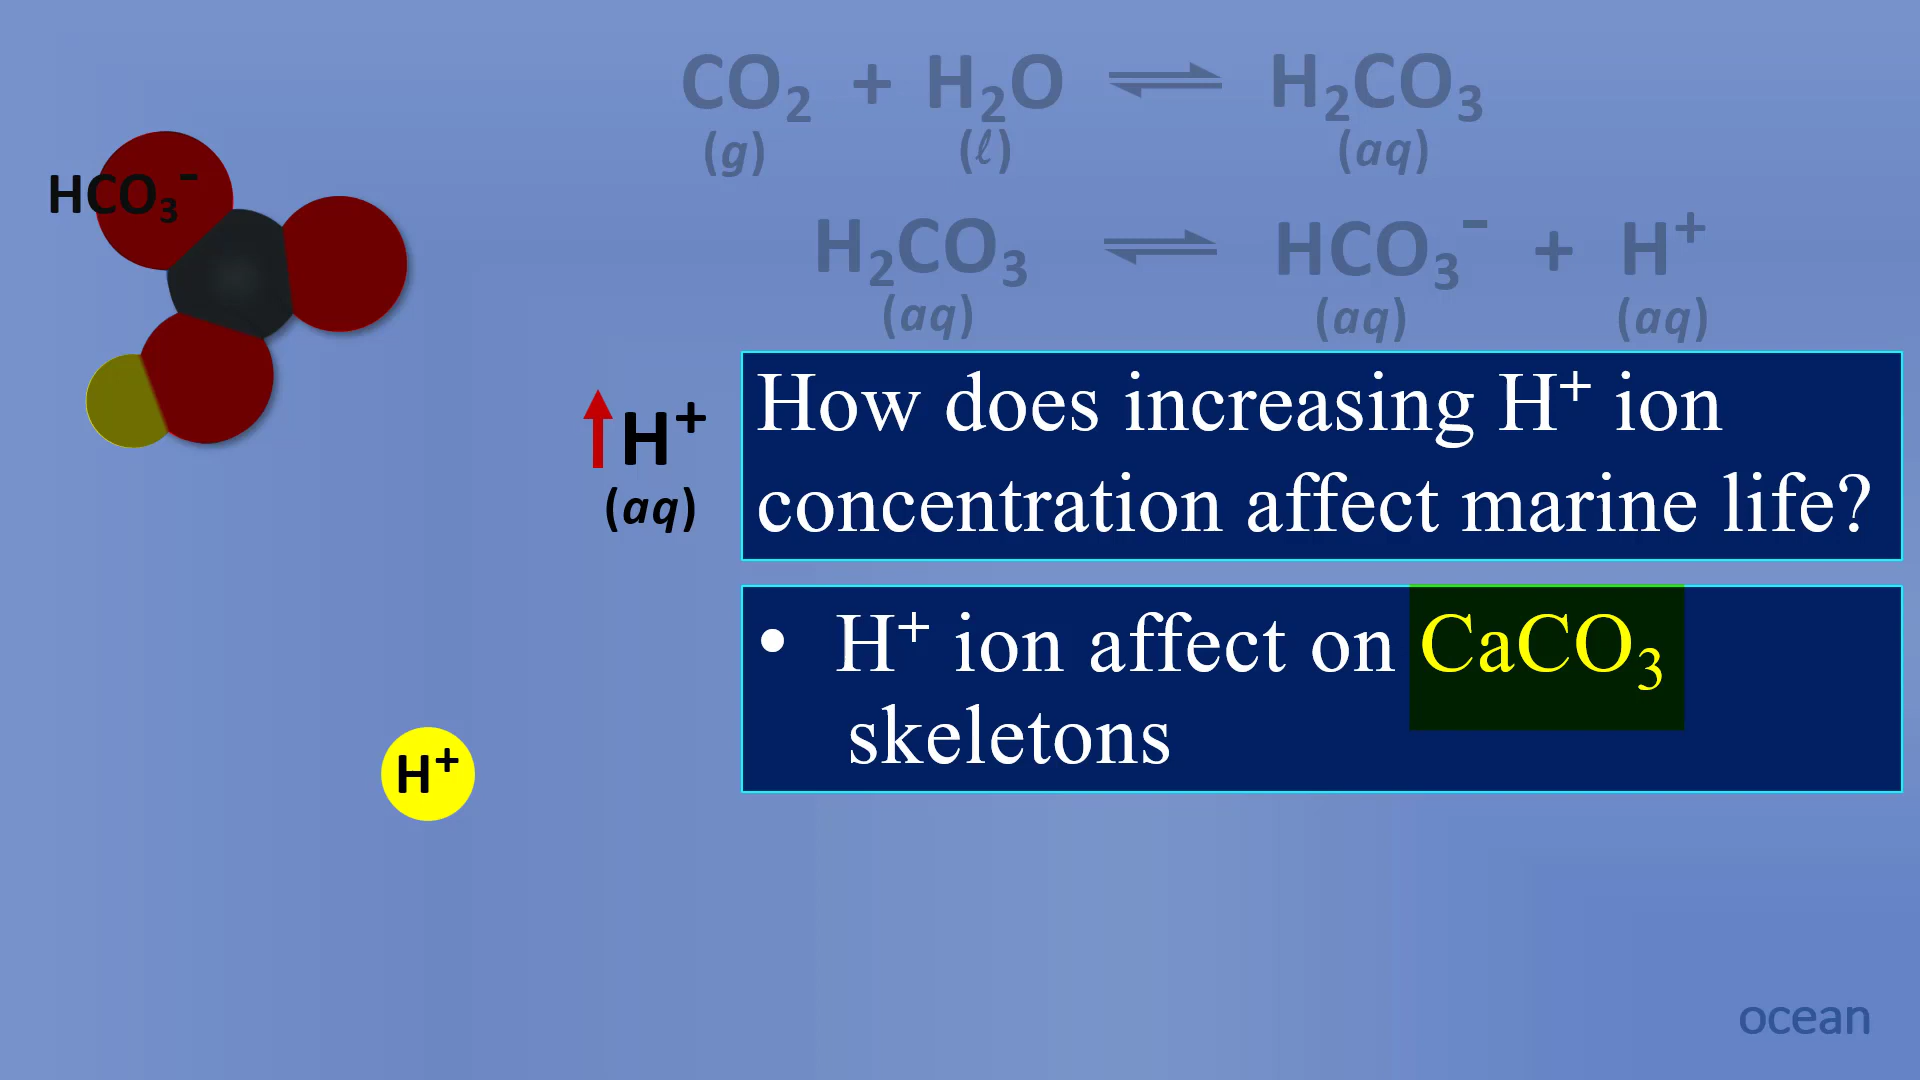 CO₂ + H₂O ⇌ H₂CO₃
(g) (ℓ) (aq)
HCO₃⁻
H₂CO₃ ⇌ HCO₃⁻ + H⁺
(aq) (aq) (aq)
↑H⁺
(aq)
How does increasing H⁺ ion
concentration affect marine life?
• H⁺ ion affect on CaCO₃
skeletons
H⁺
ocean